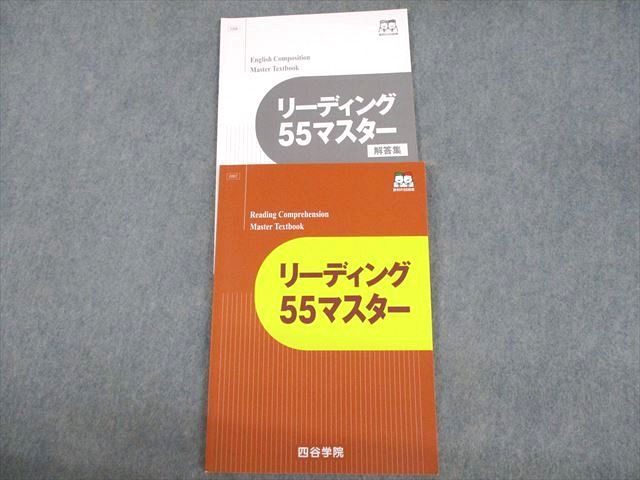 English Composition
Master Textbook
リーディング
55マスター
解答集
Reading Comprehension
Master Textbook
リーディング
55マスター
四谷学院